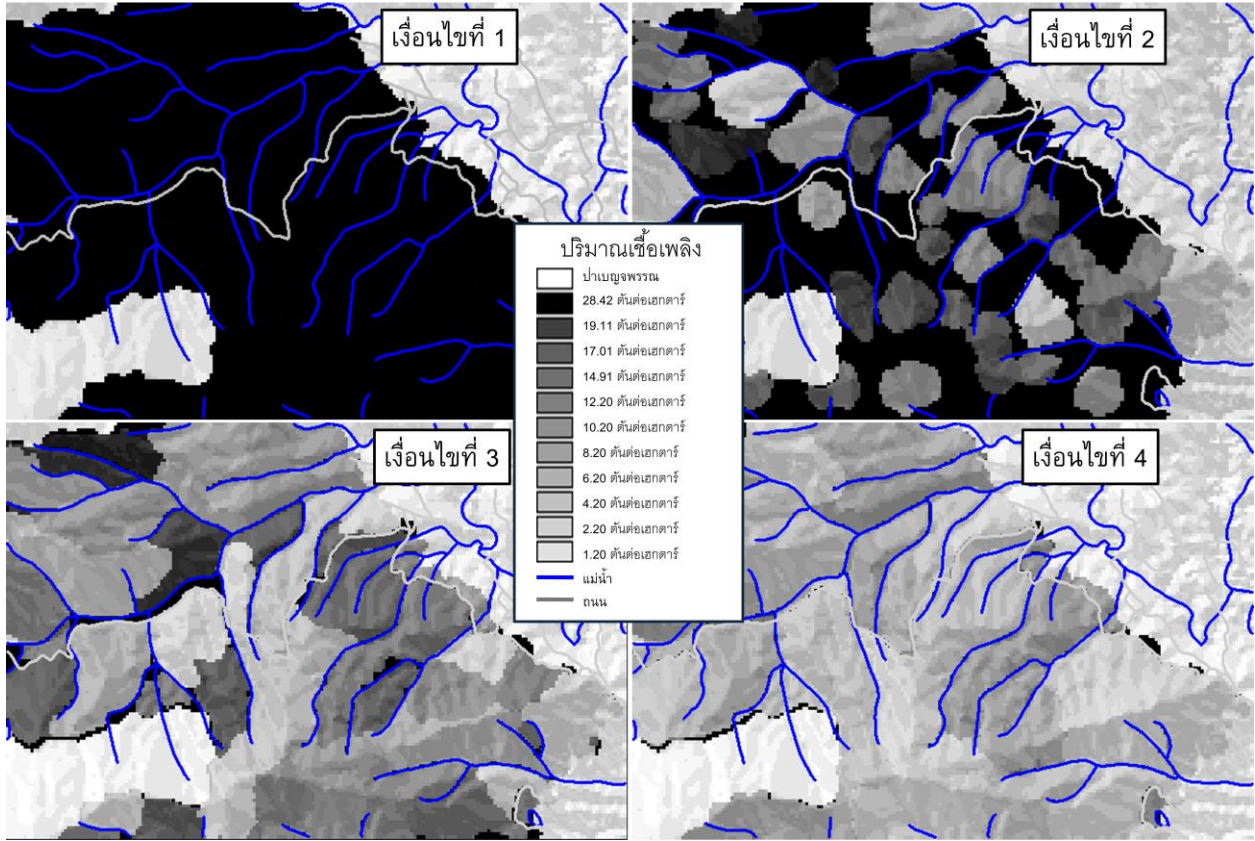 เงื่อนไขที่ 1
เงื่อนไขที่ 2
ปริมาณเชื้อเพลิง
ป่าเบญจพรรณ
28.42 ตันต่อเฮกตาร์
19.11 ตันต่อเฮกตาร์
17.01 ตันต่อเฮกตาร์
14.91 ตันต่อเฮกตาร์
12.20 ตันต่อเฮกตาร์
10.20 ตันต่อเฮกตาร์
8.20 ตันต่อเฮกตาร์
6.20 ตันต่อเฮกตาร์
4.20 ตันต่อเฮกตาร์
2.20 ตันต่อเฮกตาร์
1.20 ตันต่อเฮกตาร์
แม่น้ำ
ถนน
เงื่อนไขที่ 3
เงื่อนไขที่ 4